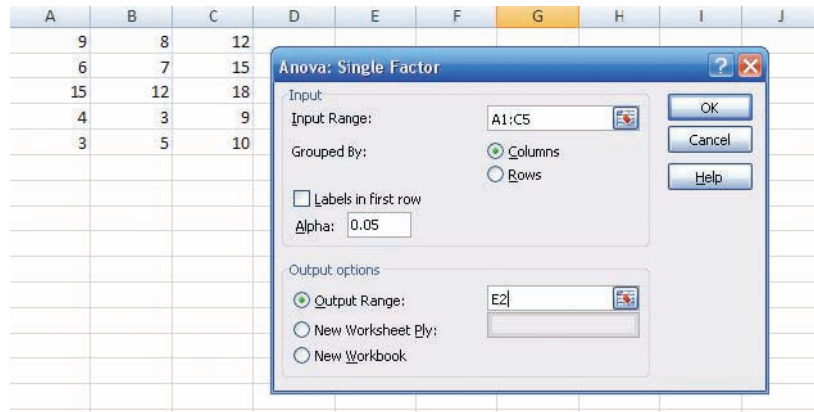 A B C D E F G H I J
9 8 12
6 7 15
15 12 18
4 3 9
3 5 10
Anova: Single Factor
Input
Input Range: A1:C5
Grouped By: Columns
Rows
Labels in first row
Alpha: 0.05
OK
Cancel
Help
Output options
Output Range: E2
New Worksheet Ply:
New Workbook